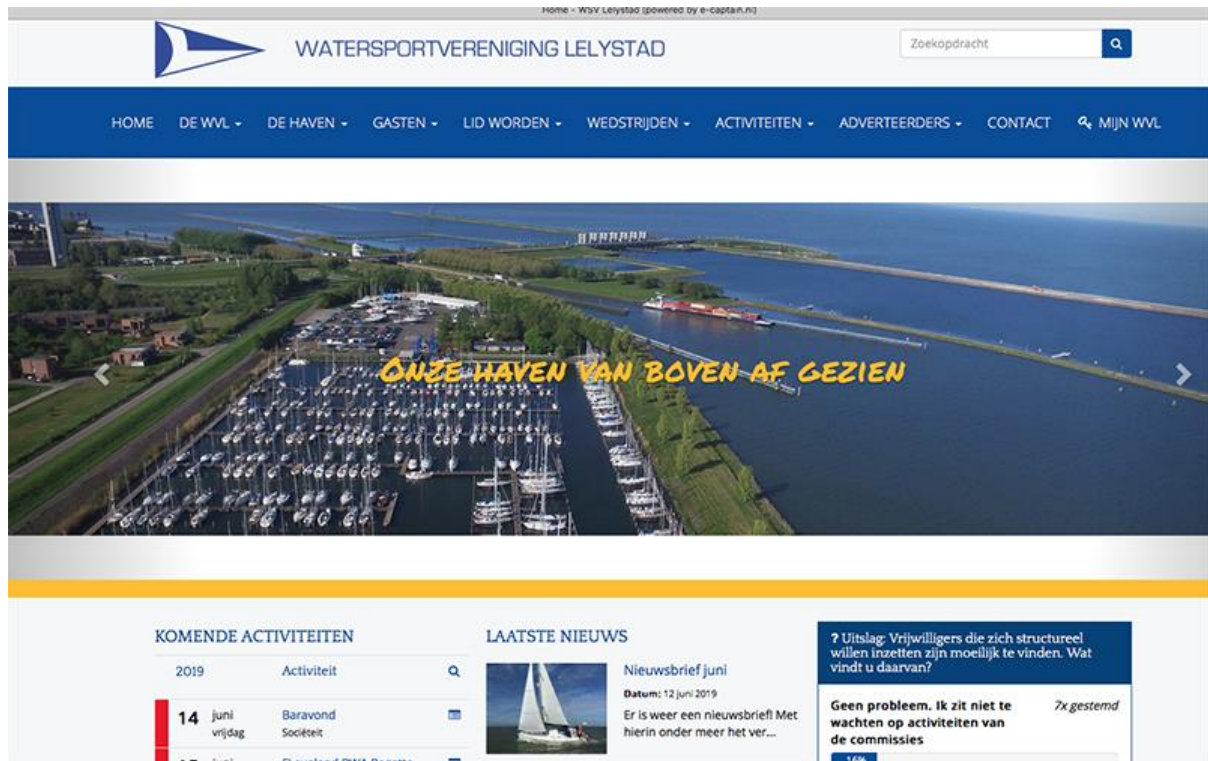 Home - WSV Lelystad (powered by e-captain.nl)
WATERSPORTVERENIGING LELYSTAD
Zoekopdracht
HOME DE WVL DE HAVEN GASTEN LID WORDEN WEDSTRIJDEN ACTIVITEITEN ADVERTEERDERS CONTACT MIJN WVL
ONZE HAVEN VAN BOVEN AF GEZIEN
KOMENDE ACTIVITEITEN
2019 Activiteit
14 juni Baravond
vrijdag Sociëteit
LAATSTE NIEUWS
Nieuwsbrief juni
Datum: 12 juni 2019
Er is weer een nieuwsbrief! Met
hierin onder meer het ver...
? Uitslag: Vrijwilligers die zich structureel
willen inzetten zijn moeilijk te vinden. Wat
vindt u daarvan?
Geen probleem. Ik zit niet te 7x gestemd
wachten op activiteiten van
de commissies
16%